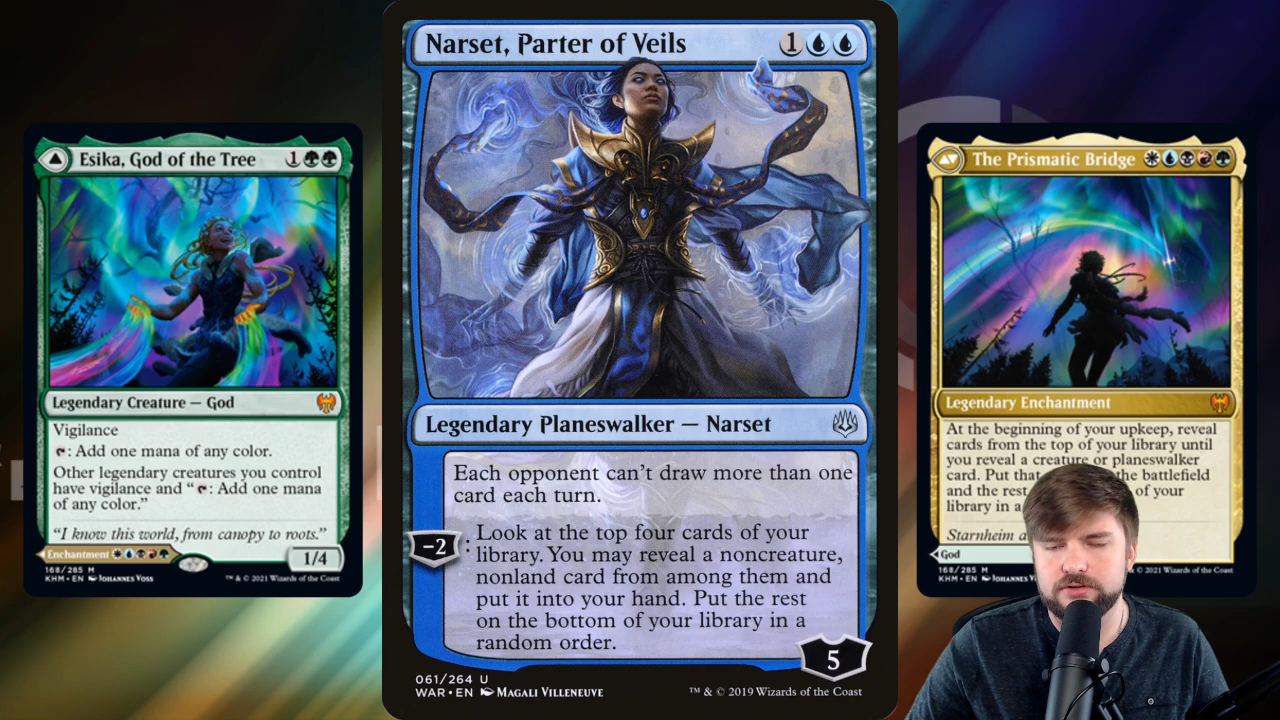 Esika, God of the Tree 1
Legendary Creature — God
Vigilance
: Add one mana of any color.
Other legendary creatures you control
have vigilance and “ : Add one mana
of any color.”
“I know this world, from canopy to roots.”
Enchantment
1/4
168/285 M
KHM • EN Johannes Voss
™ & © 2021 Wizards of the Coast
Narset, Parter of Veils 1
Legendary Planeswalker — Narset
Each opponent can’t draw more than one
card each turn.
−2: Look at the top four cards of your
library. You may reveal a noncreature,
nonland card from among them and
put it into your hand. Put the rest
on the bottom of your library in a
random order.
5
061/264 U
WAR • EN Magali Villeneuve
™ & © 2019 Wizards of the Coast
The Prismatic Bridge
Legendary Enchantment
At the beginning of your upkeep, reveal
cards from the top of your library until
you reveal a creature or planeswalker
card. Put that the battlefield
and the rest of your
library in a
Starnheim
God
168/285 M
KHM • EN Johannes
© 2021 Wizards of the Coast